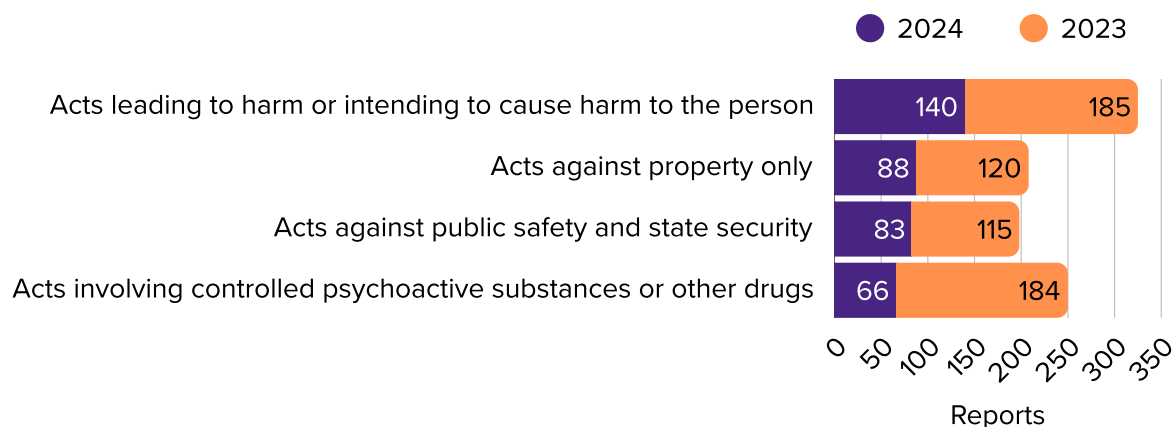 2024 2023
Acts leading to harm or intending to cause harm to the person 140 185
Acts against property only 88 120
Acts against public safety and state security 83 115
Acts involving controlled psychoactive substances or other drugs 66 184
0 50 100 150 200 250 300 350
Reports